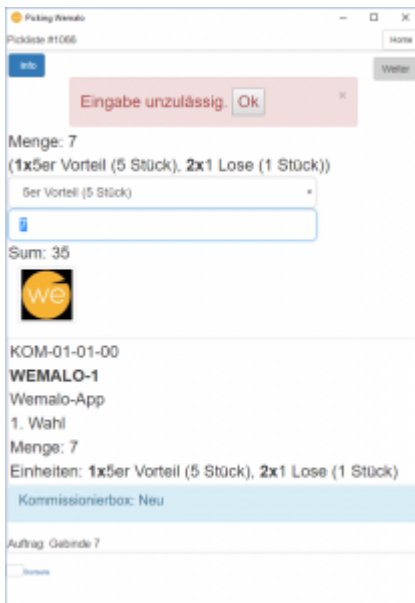 Picking Wemalo
Pickliste #1066
Home
Info
Weiter
Eingabe unzulässig. Ok ×
Menge: 7
(1x5er Vorteil (5 Stück), 2x1 Lose (1 Stück))
5er Vorteil (5 Stück)
7
Sum: 35
we
KOM-01-01-00
WEMALO-1
Wemalo-App
1. Wahl
Menge: 7
Einheiten: 1x5er Vorteil (5 Stück), 2x1 Lose (1 Stück)
Kommissionierbox: Neu
Auftrag: Gebinde 7
Startseite